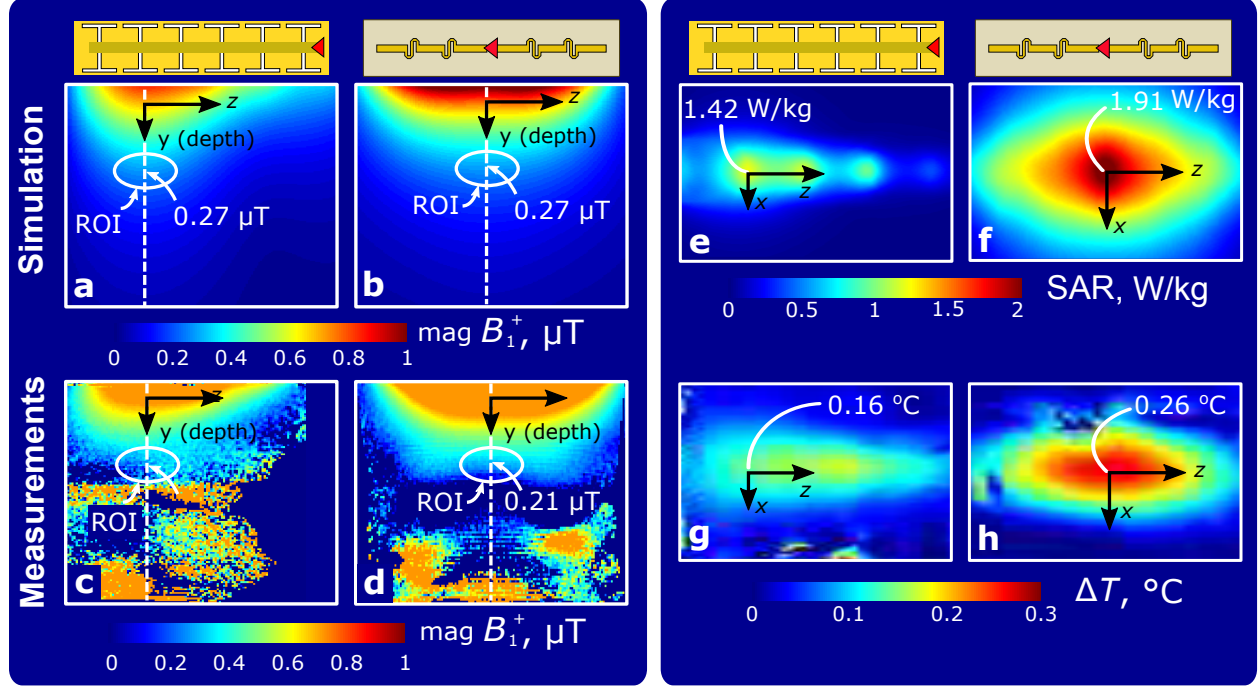 Simulation
z
y (depth)
ROI
0.27 µT
a
z
y (depth)
ROI
0.27 µT
b
0 0.2 0.4 0.6 0.8 1
mag B₁⁺, µT
1.42 W/kg
z
x
e
1.91 W/kg
z
x
f
0 0.5 1 1.5 2
SAR, W/kg
Measurements
z
y (depth)
ROI
c
y (depth)
ROI
0.21 µT
d
0 0.2 0.4 0.6 0.8 1
mag B₁⁺, µT
0.16 °C
z
x
g
0.26 °C
z
x
h
0 0.1 0.2 0.3
ΔT, °C